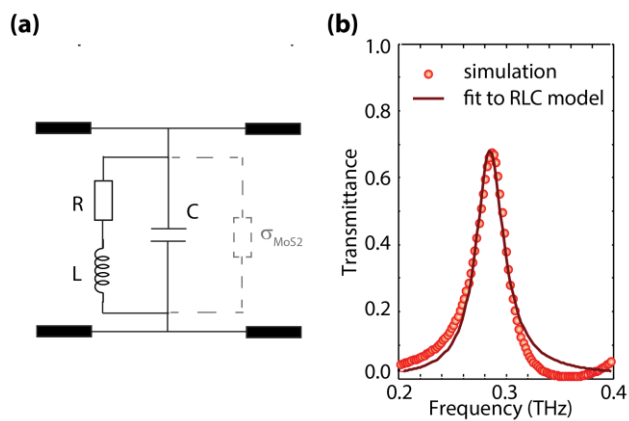 (a)
R
L
C
σMoS2
(b)
1.0
0.8
0.6
0.4
0.2
0.0
Transmittance
simulation
fit to RLC model
0.2
0.3
0.4
Frequency (THz)